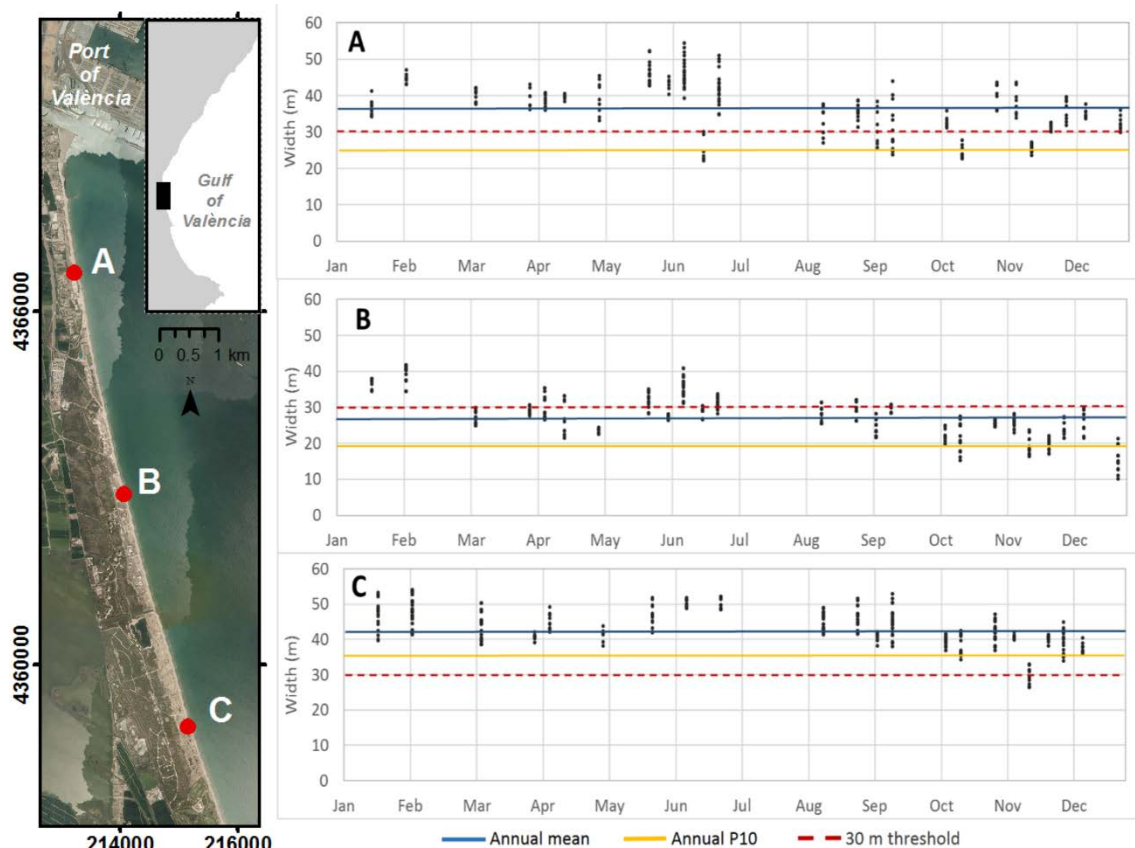 Port
of
València
Gulf
of
València
A
B
C
0 0.5 1 km
N
4366000
4360000
214000 216000
A
Width (m)
60
50
40
30
20
10
0
Jan Feb Mar Apr May Jun Jul Aug Sep Oct Nov Dec
B
Width (m)
60
50
40
30
20
10
0
Jan Feb Mar Apr May Jun Jul Aug Sep Oct Nov Dec
C
Width (m)
60
50
40
30
20
10
0
Jan Feb Mar Apr May Jun Jul Aug Sep Oct Nov Dec
Annual mean Annual P10 30 m threshold